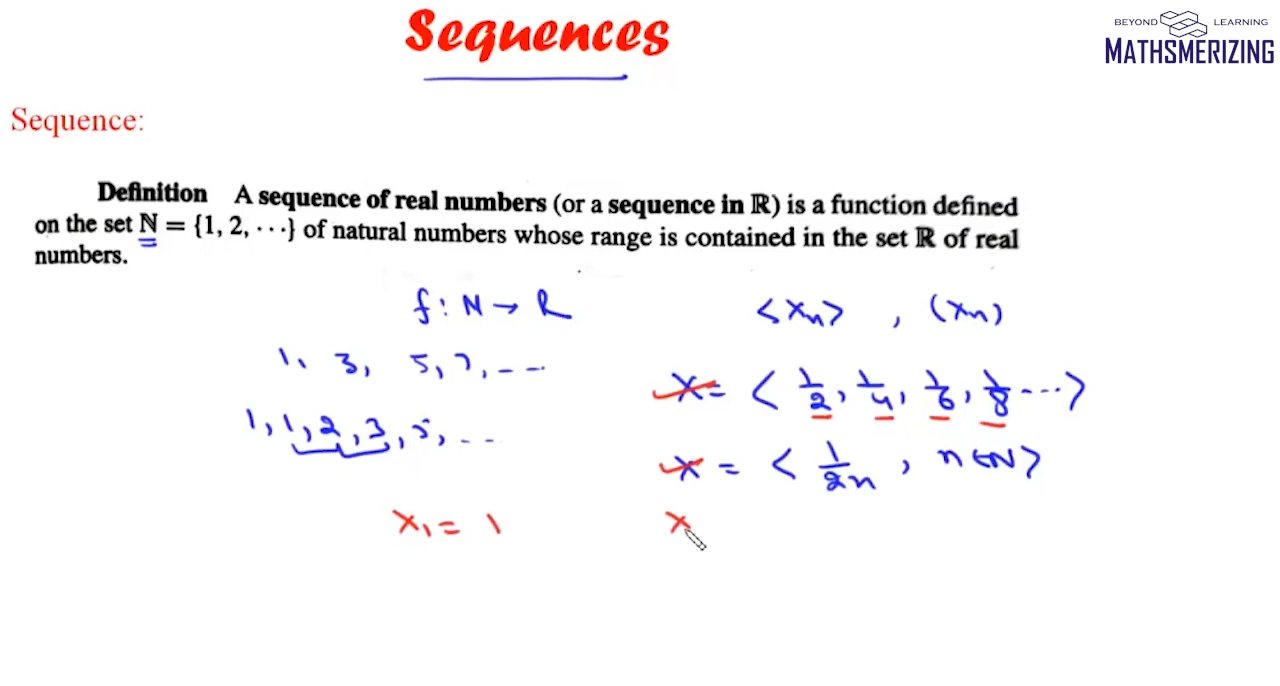 Sequences
BEYOND LEARNING
MATHSMERIZING
Sequence:
Definition A sequence of real numbers (or a sequence in ℝ) is a function defined
on the set ℕ = {1, 2, ···} of natural numbers whose range is contained in the set ℝ of real
numbers.
f : N → R
<xn> , (xn)
1, 3, 5, 7, ---
x = < 1/2, 1/4, 1/6, 1/8 ... >
1, 1, 2, 3, 5, ---
x = < 1/2n , n∈N >
x1 = 1
x